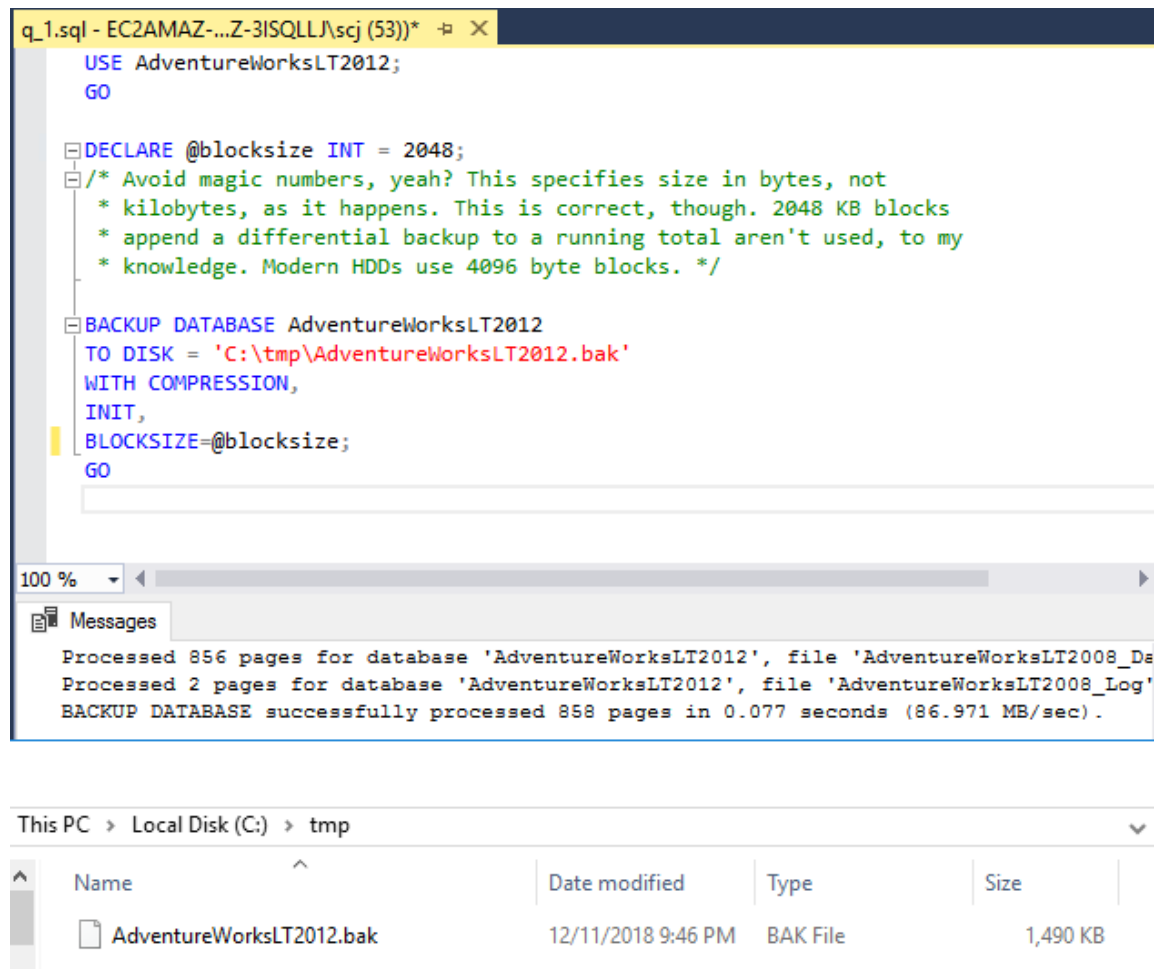 q_1.sql - EC2AMAZ-...Z-3ISQLLJ\scj (53))*
USE AdventureWorksLT2012;
GO
DECLARE @blocksize INT = 2048;
/* Avoid magic numbers, yeah? This specifies size in bytes, not
* kilobytes, as it happens. This is correct, though. 2048 KB blocks
* append a differential backup to a running total aren't used, to my
* knowledge. Modern HDDs use 4096 byte blocks. */
BACKUP DATABASE AdventureWorksLT2012
TO DISK = 'C:\tmp\AdventureWorksLT2012.bak'
WITH COMPRESSION,
INIT,
BLOCKSIZE=@blocksize;
GO
100 %
Messages
Processed 856 pages for database 'AdventureWorksLT2012', file 'AdventureWorksLT2008_Da
Processed 2 pages for database 'AdventureWorksLT2012', file 'AdventureWorksLT2008_Log'
BACKUP DATABASE successfully processed 858 pages in 0.077 seconds (86.971 MB/sec).
This PC > Local Disk (C:) > tmp
Name Date modified Type Size
AdventureWorksLT2012.bak 12/11/2018 9:46 PM BAK File 1,490 KB